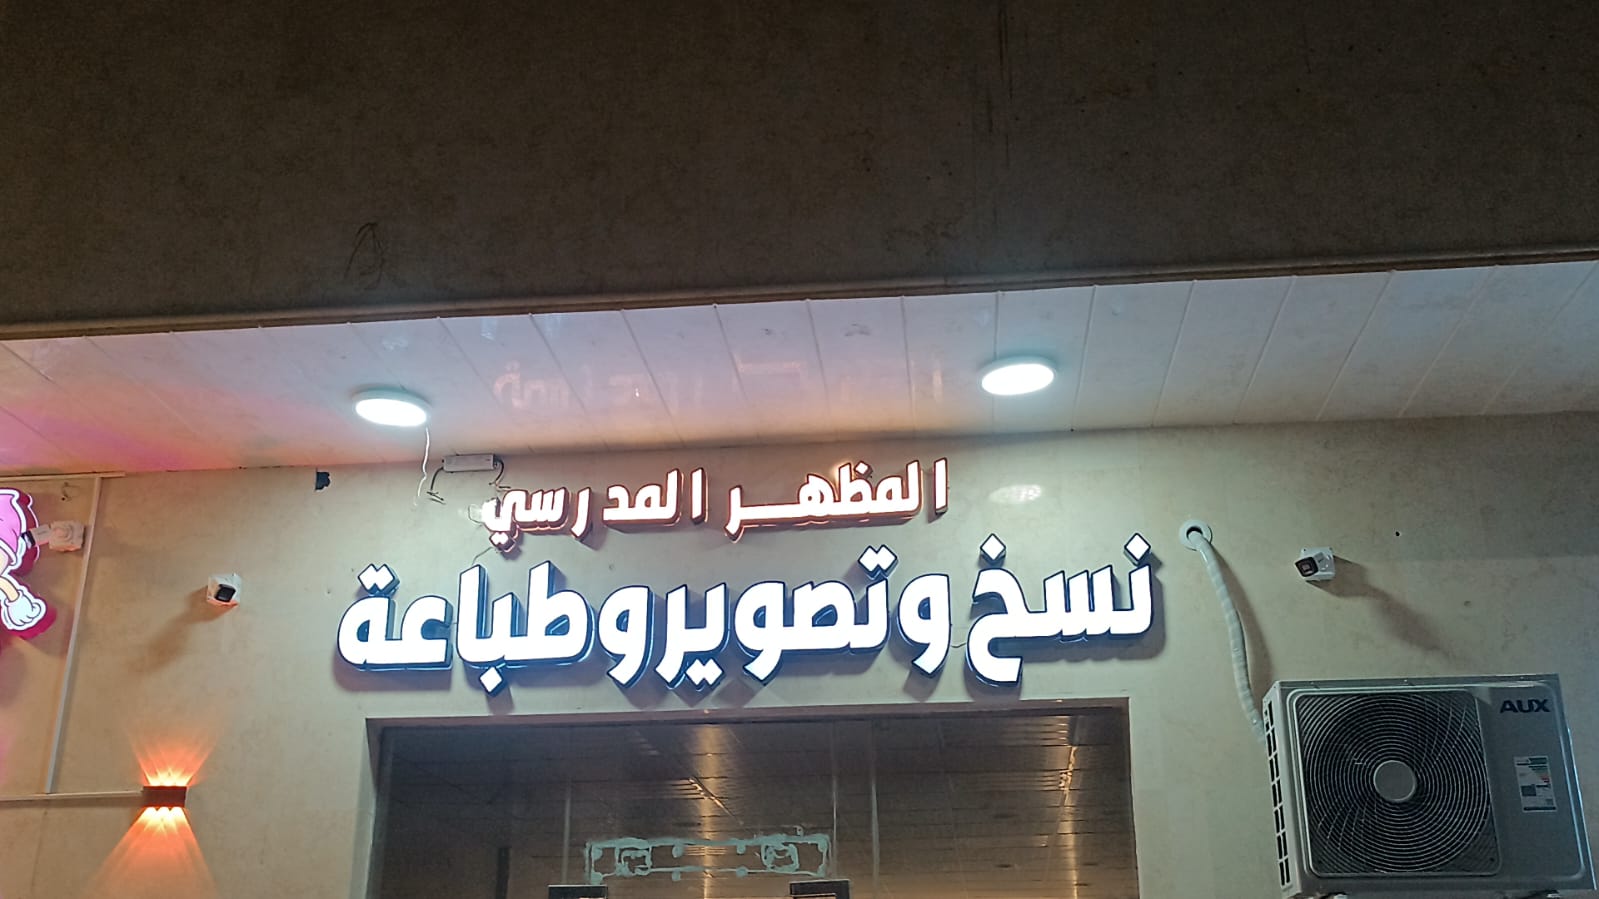 المظهر المدرسي
نسخ وتصوير وطباعة
AUX